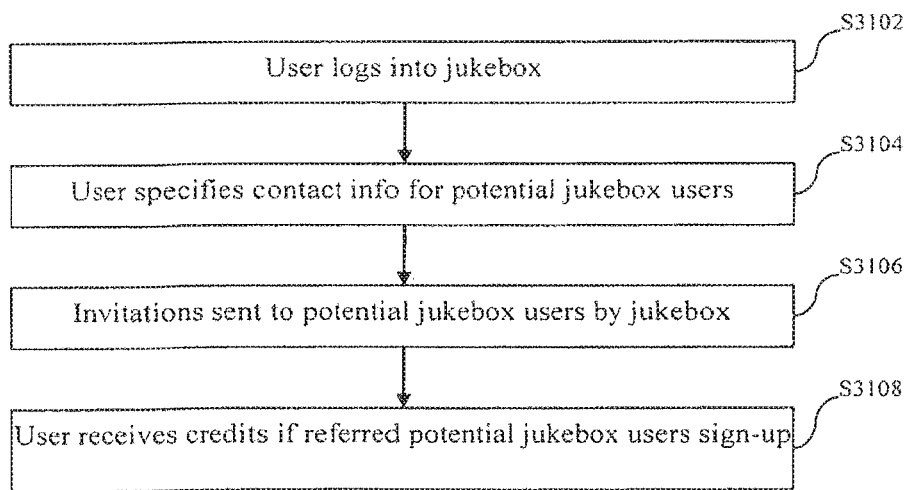 S3102
User logs into jukebox
S3104
User specifies contact info for potential jukebox users
S3106
Invitations sent to potential jukebox users by jukebox
S3108
User receives credits if referred potential jukebox users sign-up